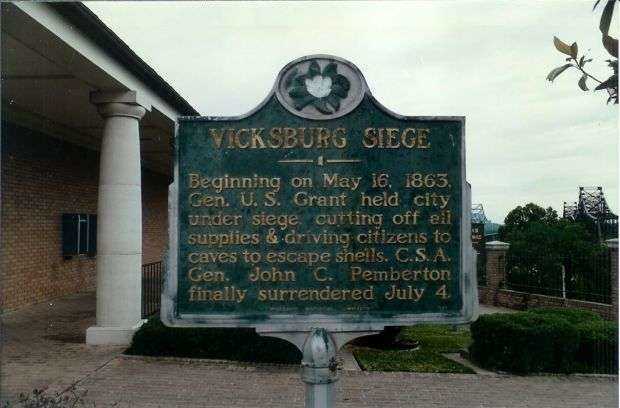 VICKSBURG SIEGE
Beginning on May 16, 1863,
Gen. U. S. Grant held city
under siege cutting off all
supplies & driving citizens to
caves to escape shells. C.S.A.
Gen. John C. Pemberton
finally surrendered July 4.